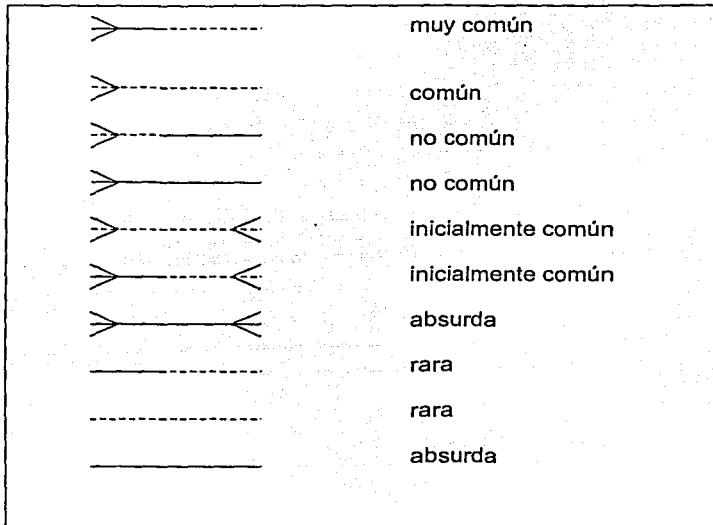 muy común
común
no común
no común
inicialmente común
inicialmente común
absurda
rara
rara
absurda